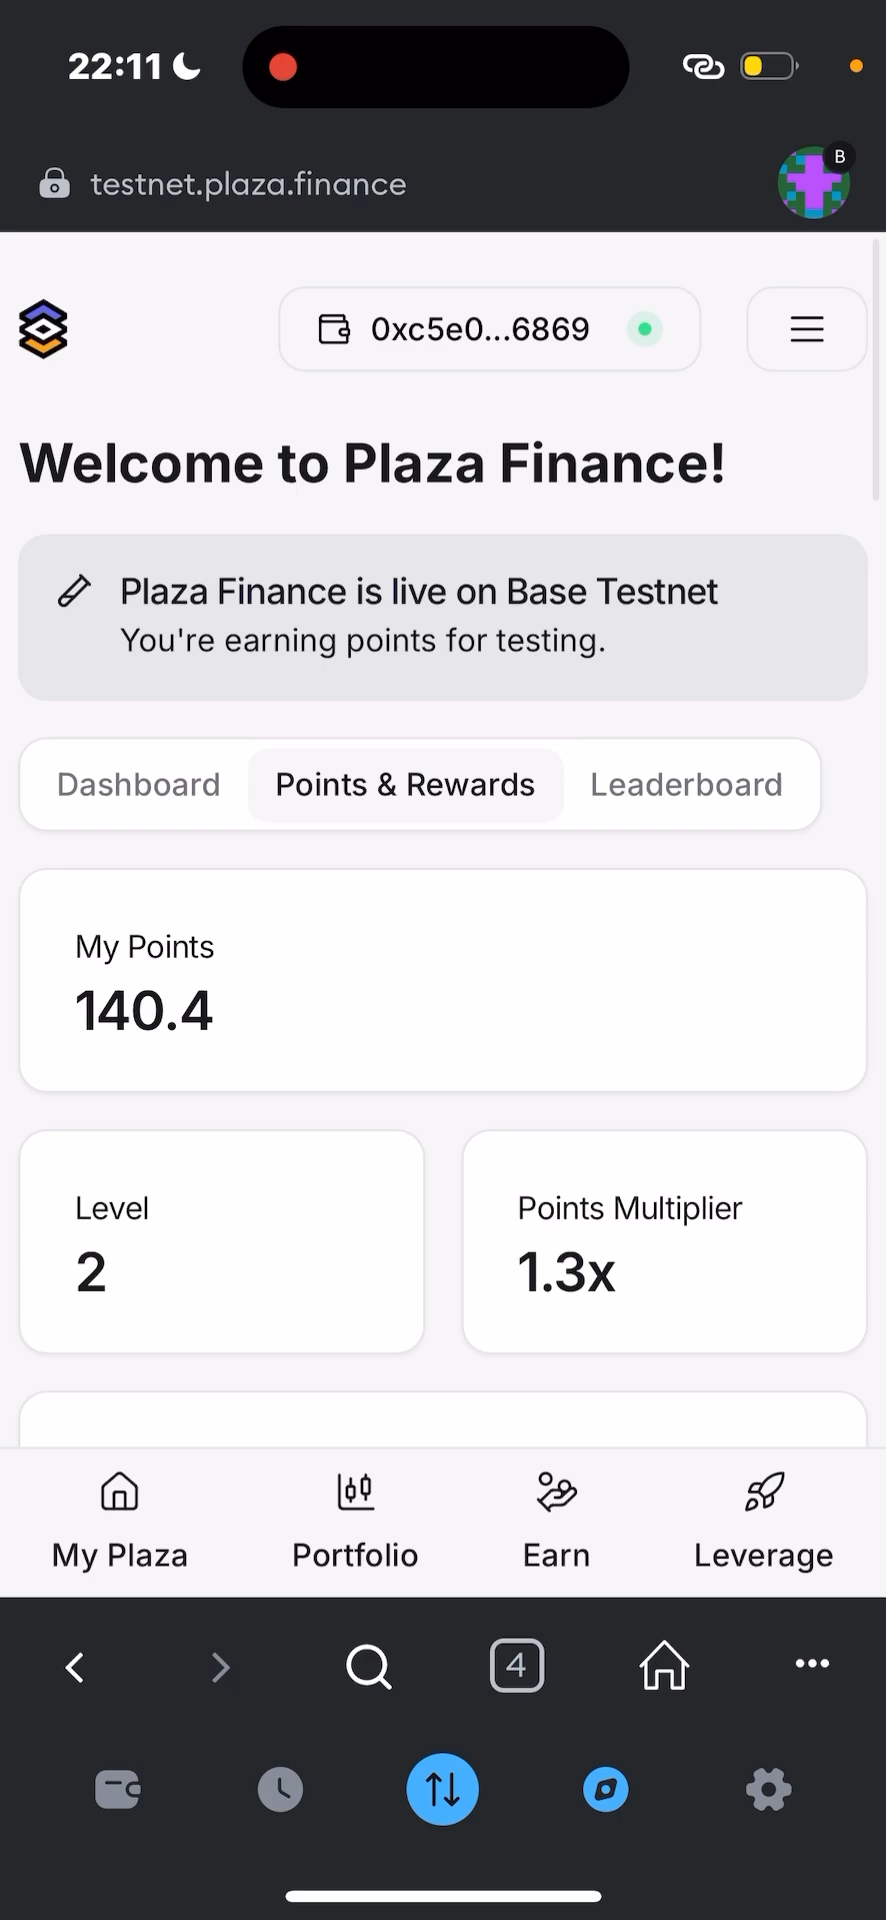 22:11
testnet.plaza.finance
B
0xc5e0...6869
Welcome to Plaza Finance!
Plaza Finance is live on Base Testnet
You're earning points for testing.
Dashboard
Points & Rewards
Leaderboard
My Points
140.4
Level
2
Points Multiplier
1.3x
My Plaza
Portfolio
Earn
Leverage
4